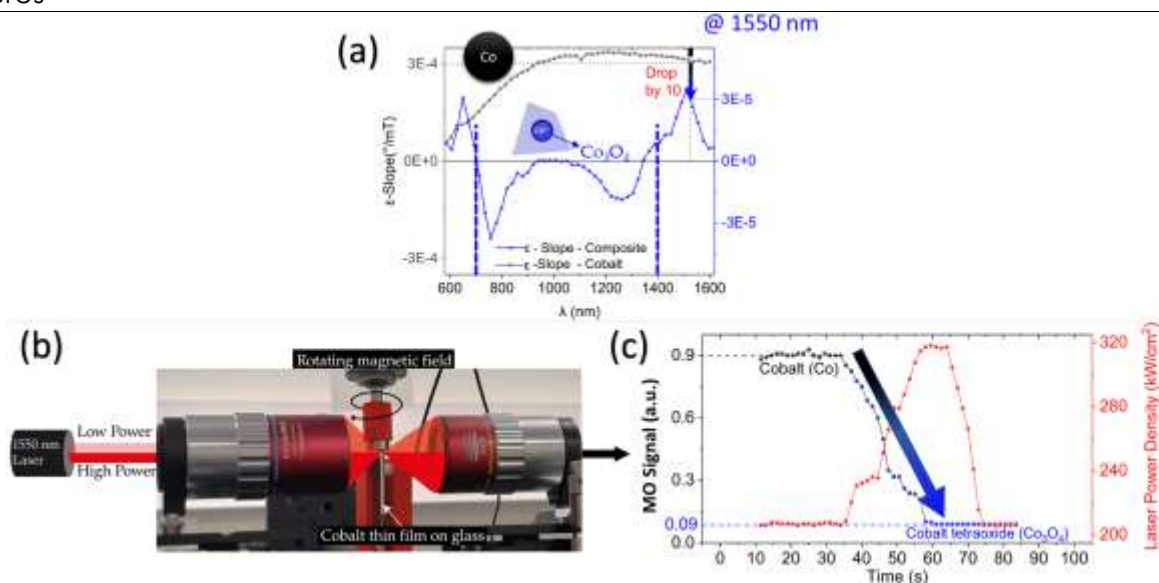 @ 1550 nm
(a)
Co
3E-4
0E+0
-3E-4
ε-Slope(°/mT)
Drop
by 10
Co₃O₄
3E-5
0E+0
-3E-5
ε - Slope - Composite
ε -Slope - Cobalt
600 800 1000 1200 1400 1600
λ (nm)
(b)
Rotating magnetic field
1550 nm
Laser
Low Power
High Power
Cobalt thin film on glass
(c)
MO Signal (a.u.)
0.9
0.6
0.3
0.09
0.0
Cobalt (Co)
Cobalt tetraoxide (Co₃O₄)
320
280
240
200
Laser Power Density (kW/cm²)
0 10 20 30 40 50 60 70 80 90 100
Time (s)